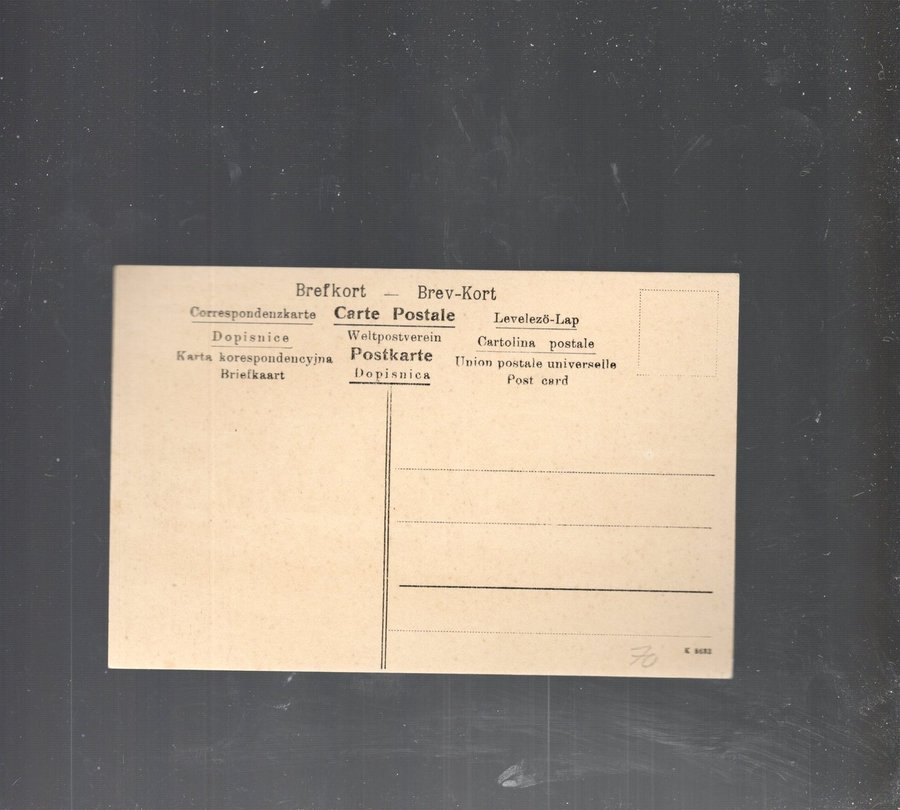 Brefkort — Brev-Kort
Correspondenzkarte Carte Postale Levelező-Lap
Dopisnice Weltpostverein Cartolina postale
Karta korespondencyjna Postkarte Union postale universelle
Briefkaart Dopisnica Post card
70